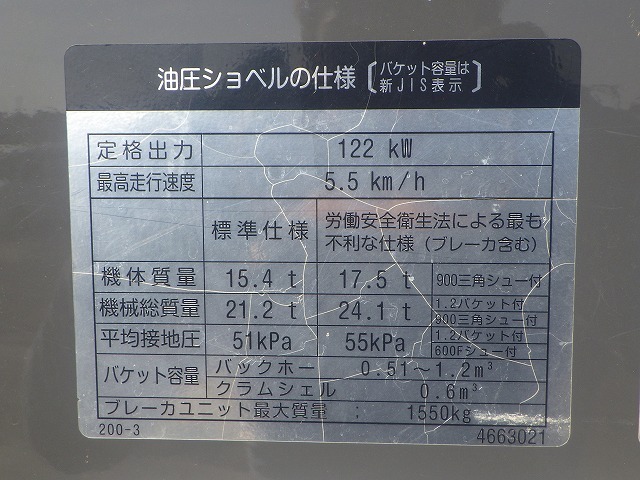 油圧ショベルの仕様〔バケット容量は
新JIS表示〕
定格出力 122 kW
最高走行速度 5.5 km/h
標準仕様 労働安全衛生法による最も
不利な仕様（ブレーカ含む）
機体質量 15.4 t 17.5 t 900三角シュー付
機械総質量 21.2 t 24.1 t 1.2バケット付
900三角シュー付
平均接地圧 51kPa 55kPa 1.2バケット付
600Fシュー付
バケット容量 バックホー 0.51～1.2m³
クラムシェル 0.6m³
ブレーカユニット最大質量 : 1550kg
200-3 4663021